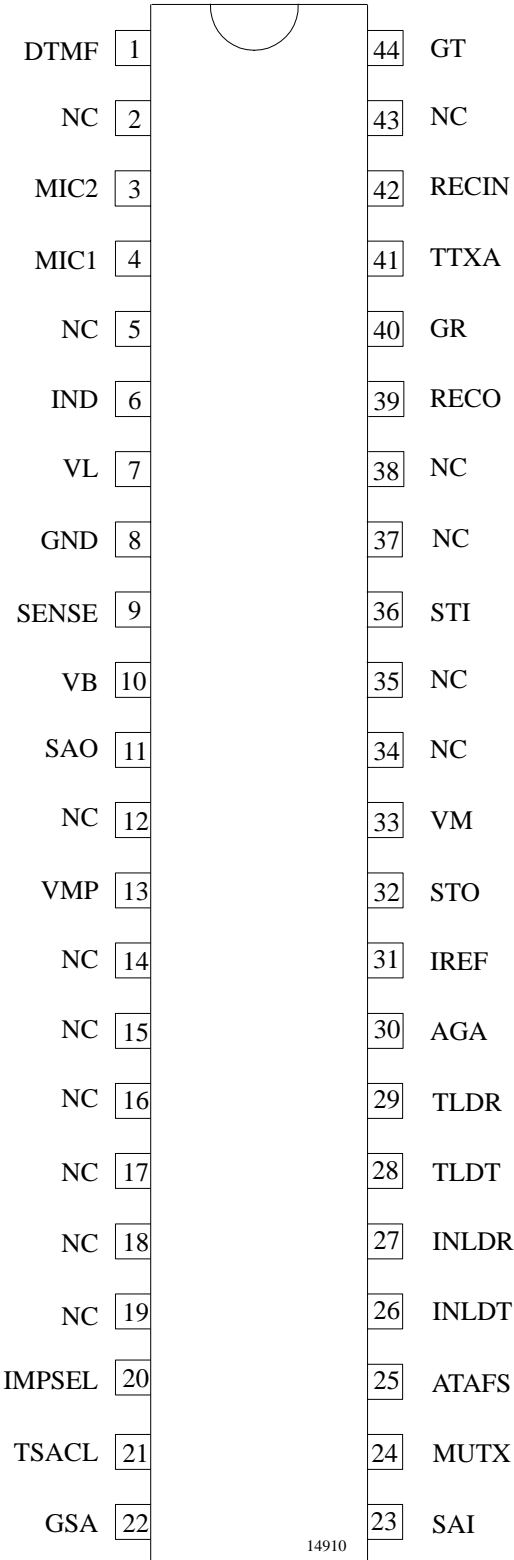 DTMF 1 44 GT
NC 2 43 NC
MIC2 3 42 RECIN
MIC1 4 41 TTXA
NC 5 40 GR
IND 6 39 RECO
VL 7 38 NC
GND 8 37 NC
SENSE 9 36 STI
VB 10 35 NC
SAO 11 34 NC
NC 12 33 VM
VMP 13 32 STO
NC 14 31 IREF
NC 15 30 AGA
NC 16 29 TLDR
NC 17 28 TLDT
NC 18 27 INLDR
NC 19 26 INLDT
IMPSEL 20 25 ATAFS
TSACL 21 24 MUTX
GSA 22 23 SAI
14910